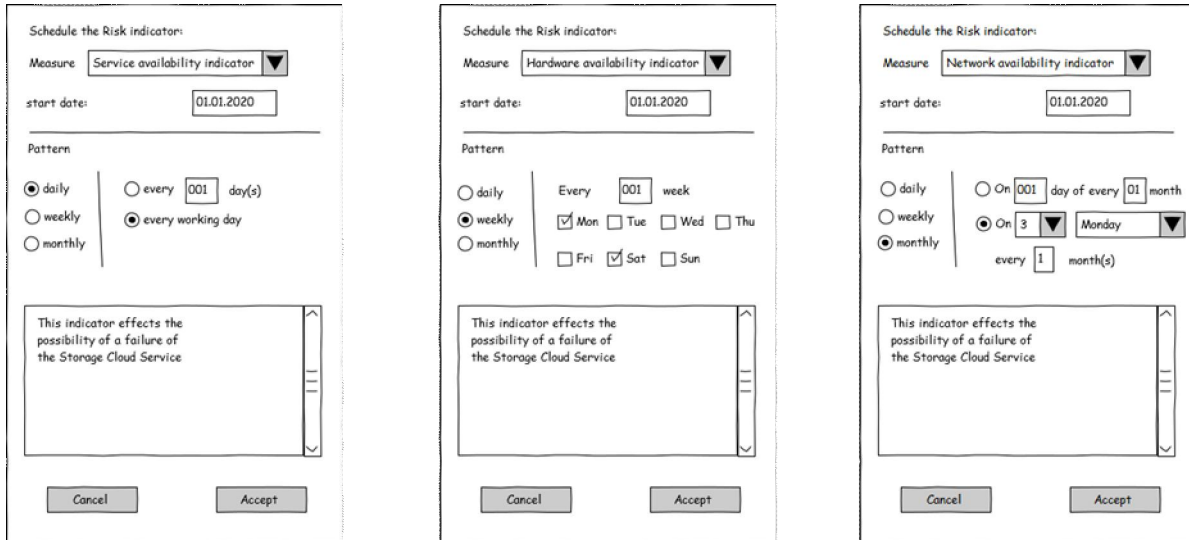 Schedule the Risk indicator:
Measure Service availability indicator
start date: 01.01.2020
Pattern
daily every 001 day(s)
weekly every working day
monthly
This indicator effects the
possibility of a failure of
the Storage Cloud Service
Cancel Accept
Schedule the Risk indicator:
Measure Hardware availability indicator
start date: 01.01.2020
Pattern
daily Every 001 week
weekly Mon Tue Wed Thu
monthly Fri Sat Sun
This indicator effects the
possibility of a failure of
the Storage Cloud Service
Cancel Accept
Schedule the Risk indicator:
Measure Network availability indicator
start date: 01.01.2020
Pattern
daily On 001 day of every 01 month
weekly On 3 Monday
monthly every 1 month(s)
This indicator effects the
possibility of a failure of
the Storage Cloud Service
Cancel Accept